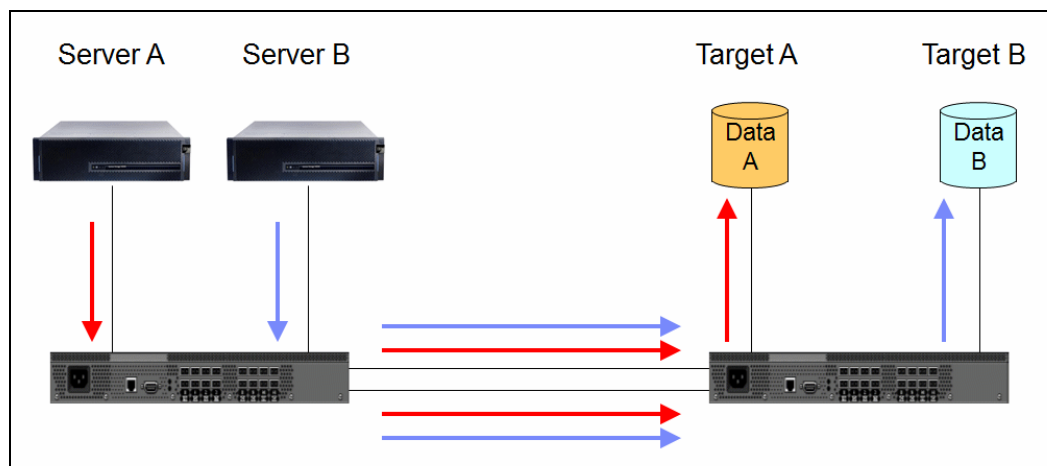 Server A
Server B
Target A
Target B
Data
A
Data
B